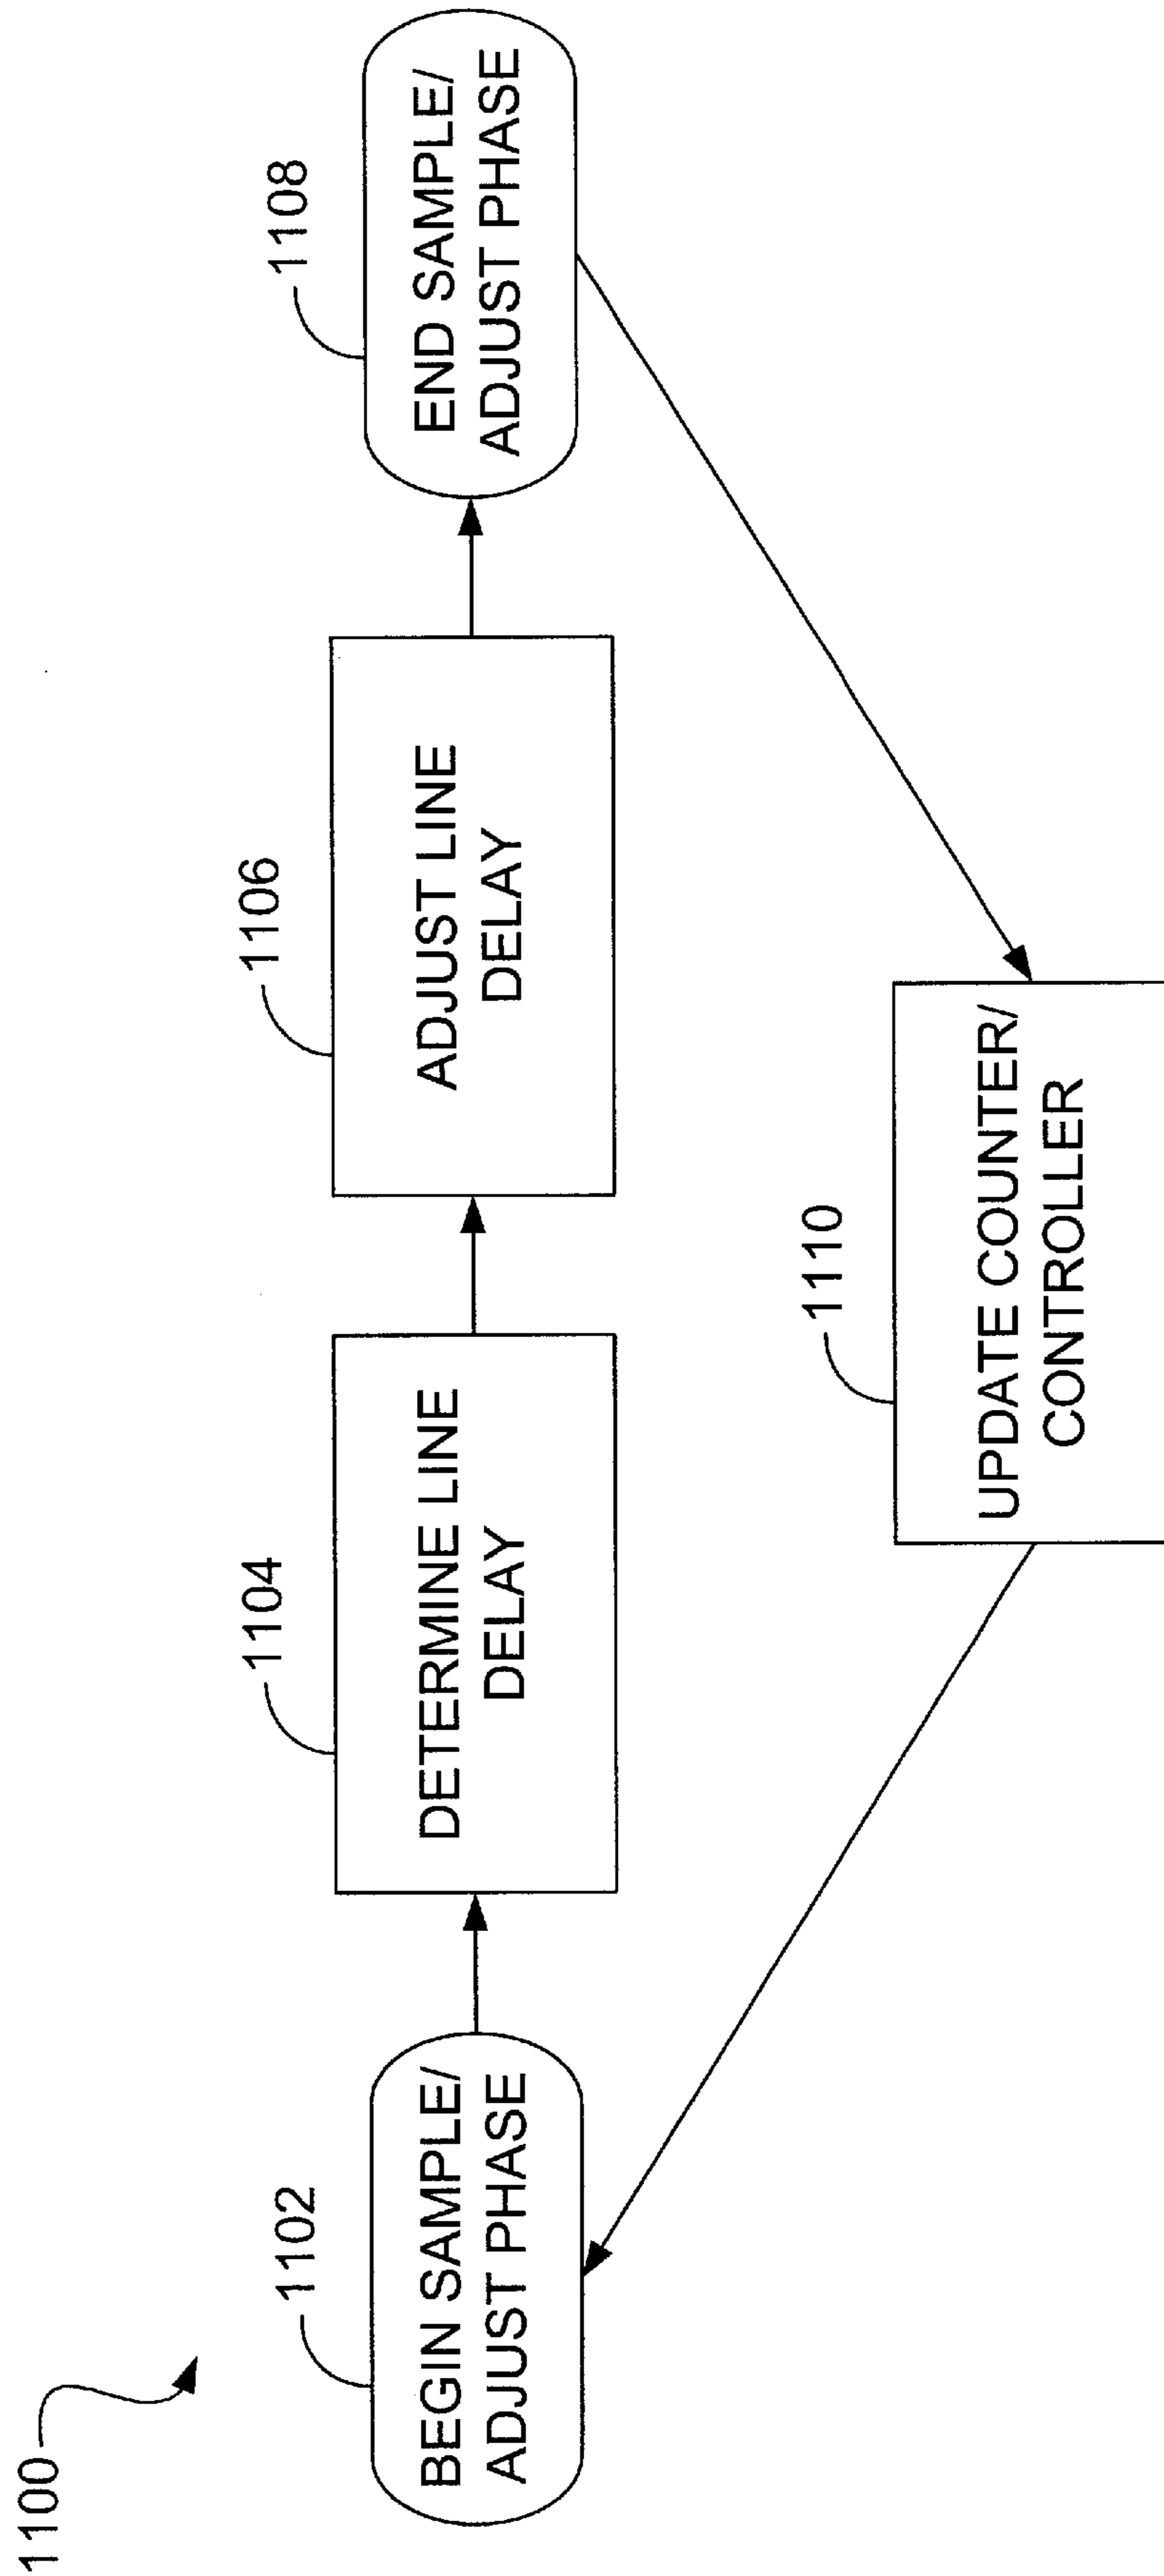 1100
1102
BEGIN SAMPLE/
ADJUST PHASE
1104
DETERMINE LINE
DELAY
1106
ADJUST LINE
DELAY
1108
END SAMPLE/
ADJUST PHASE
1110
UPDATE COUNTER/
CONTROLLER